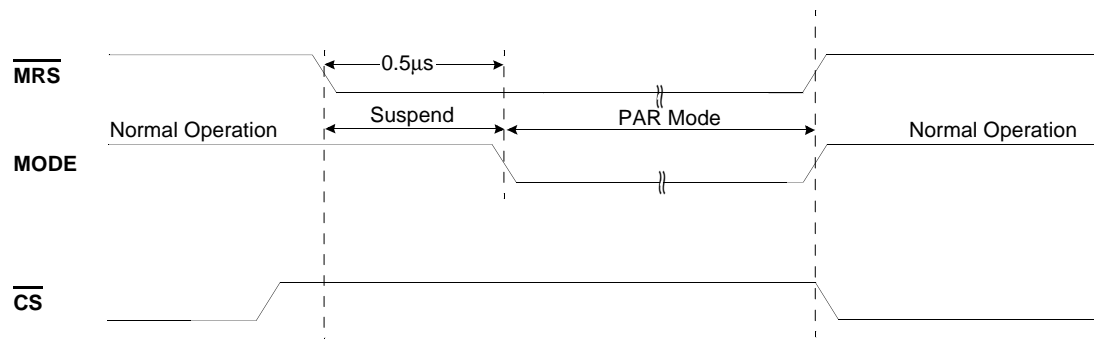 MRS
0.5µs
Normal Operation
Suspend
PAR Mode
Normal Operation
MODE
CS